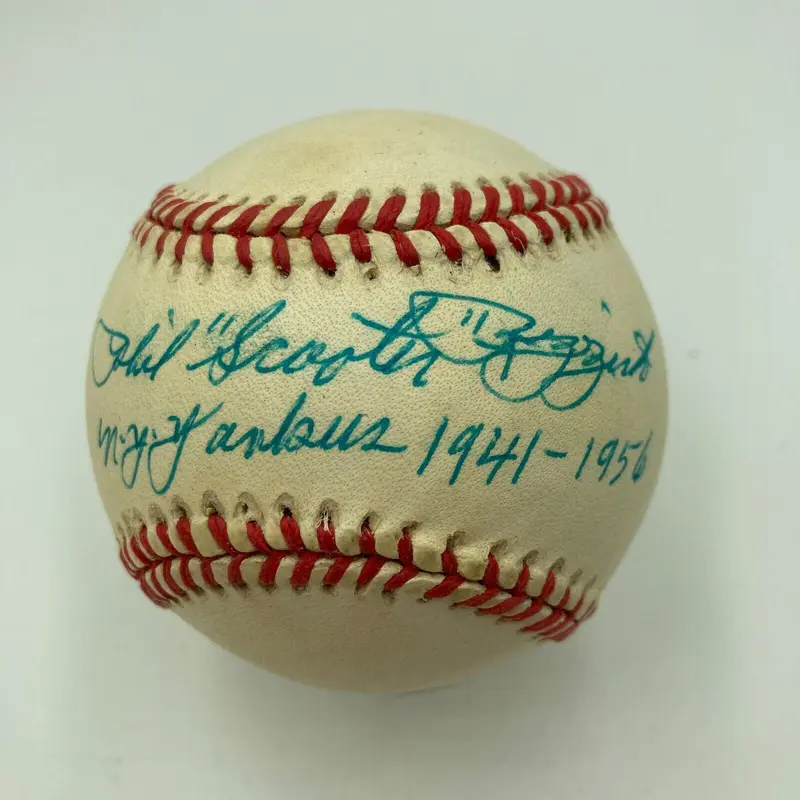 Phil "Scooter" Rizzuto
N.Y. Yankees 1941-1956